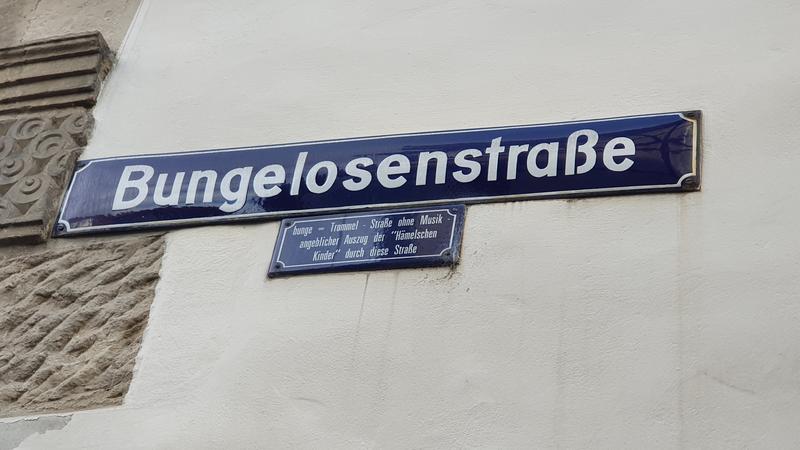 Bungelosenstraße
bunge = Trommel - Straße ohne Musik
angeblicher Auszug der "Hämelschen
Kinder" durch diese Straße